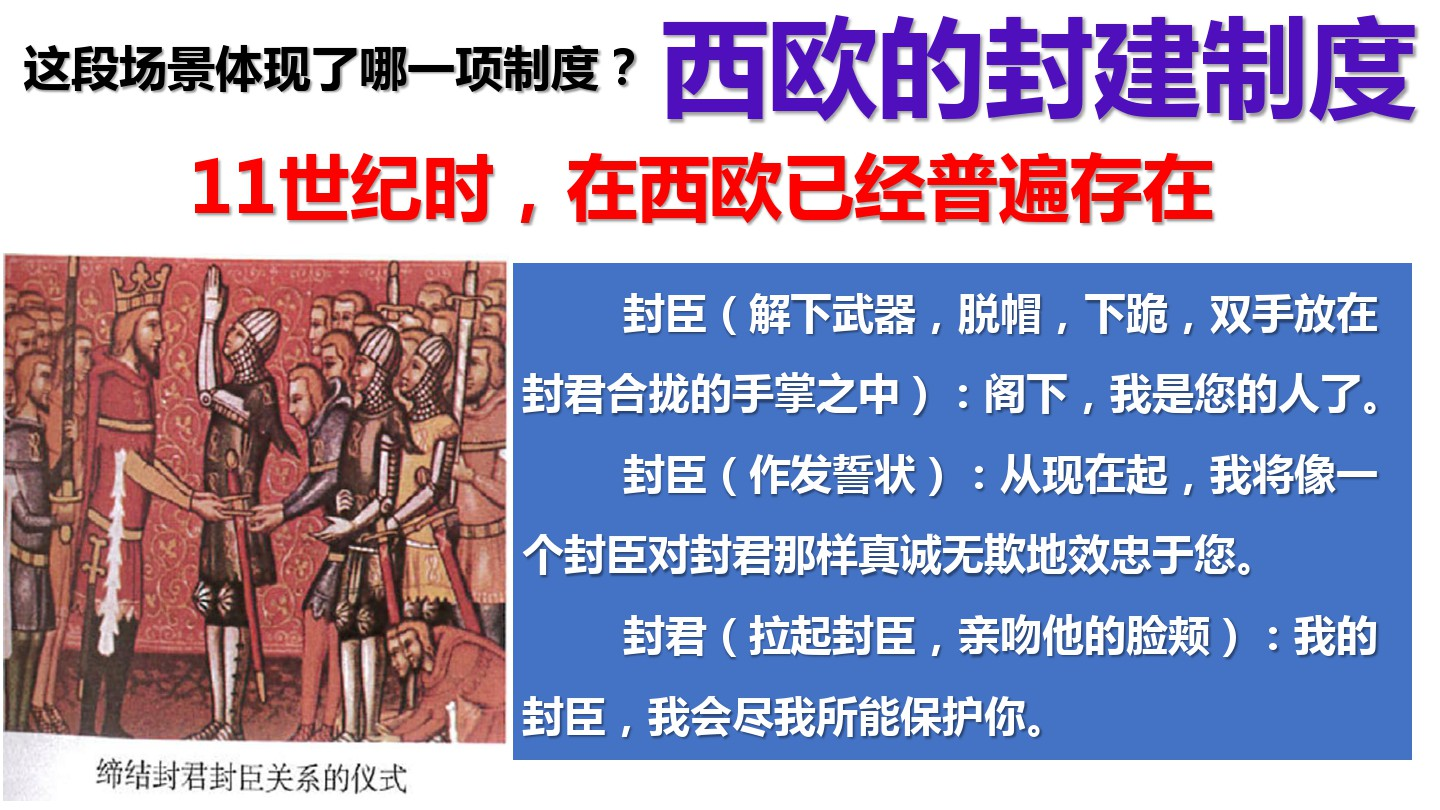 这段场景体现了哪一项制度？
西欧的封建制度
11世纪时，在西欧已经普遍存在
封臣（解下武器，脱帽，下跪，双手放在
封君合拢的手掌之中）：阁下，我是您的人了。
封臣（作发誓状）：从现在起，我将像一
个封臣对封君那样真诚无欺地效忠于您。
封君（拉起封臣，亲吻他的脸颊）：我的
封臣，我会尽我所能保护你。
缔结封君封臣关系的仪式